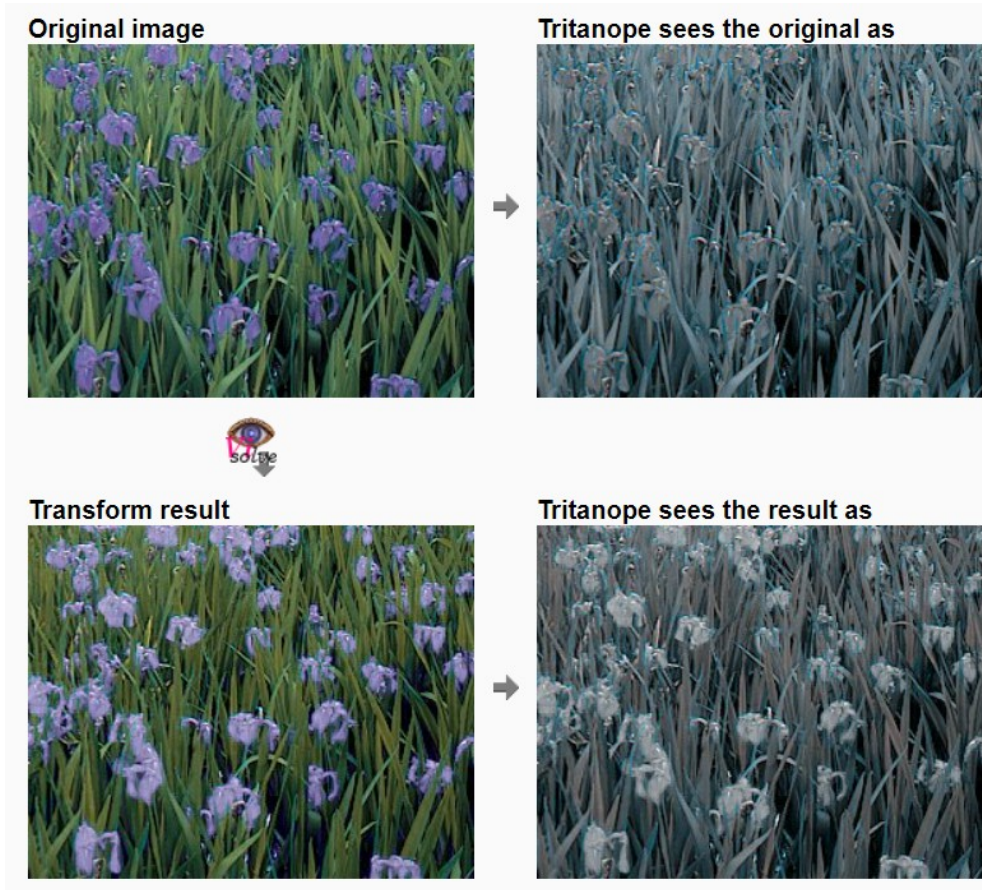 Original image
Tritanope sees the original as
solve
Transform result
Tritanope sees the result as